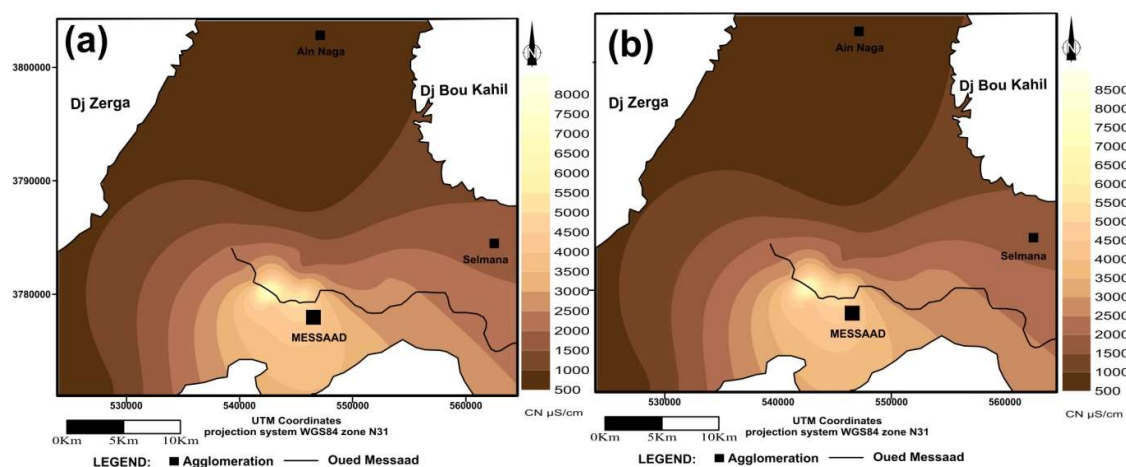 (a)
N
Ain Naga
3800000
Dj Zerga
Dj Bou Kahil
8000
7500
7000
6500
6000
5500
5000
4500
4000
3500
3000
2500
2000
1500
1000
500
CN µS/cm
3790000
Selmana
3780000
MESSAAD
530000 540000 550000 560000
0Km 5Km 10Km
UTM Coordinates
projection system WGS84 zone N31
LEGEND: Agglomeration Oued Messaad
(b)
N
Ain Naga
3800000
Dj Zerga
Dj Bou Kahil
8500
8000
7500
7000
6500
6000
5500
5000
4500
4000
3500
3000
2500
2000
1500
1000
500
CN µS/cm
3790000
Selmana
3780000
MESSAAD
530000 540000 550000 560000
0Km 5Km 10Km
UTM Coordinates
projection system WGS84 zone N31
LEGEND: Agglomeration Oued Messaad